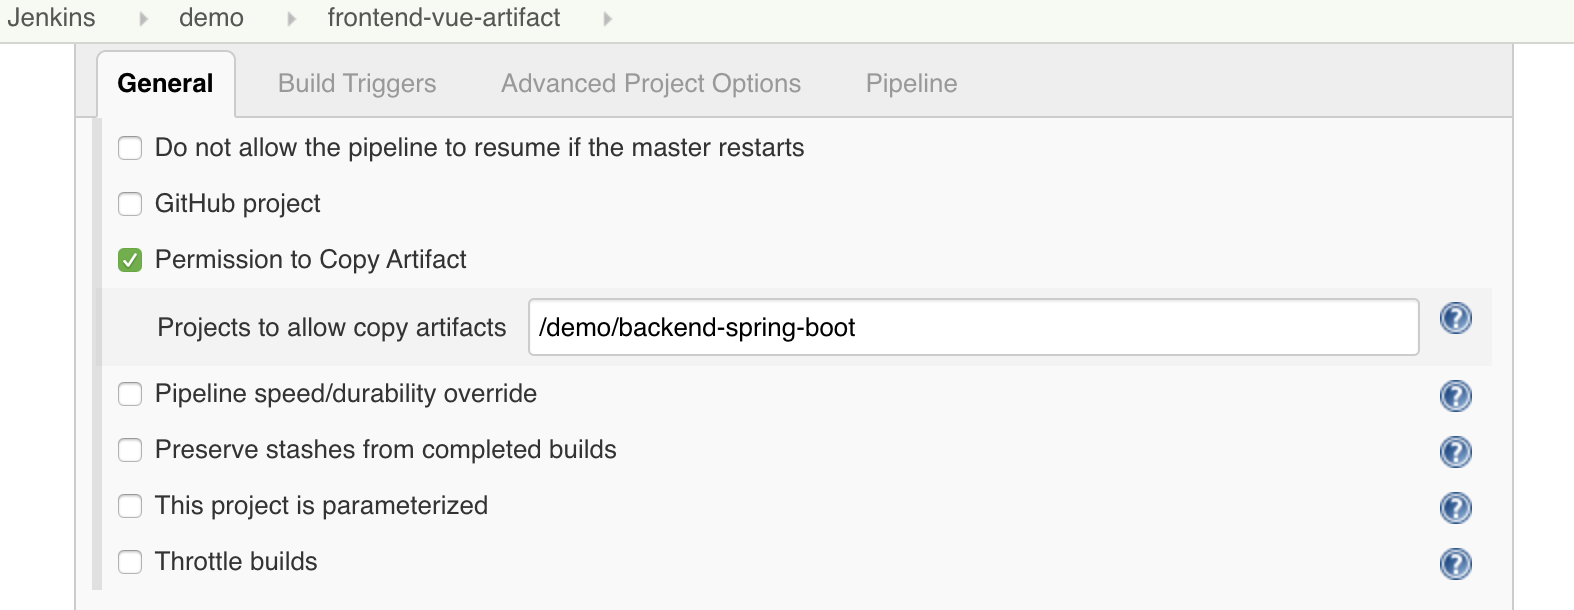 Jenkins demo frontend-vue-artifact
General Build Triggers Advanced Project Options Pipeline
Do not allow the pipeline to resume if the master restarts
GitHub project
Permission to Copy Artifact
Projects to allow copy artifacts /demo/backend-spring-boot ?
Pipeline speed/durability override ?
Preserve stashes from completed builds ?
This project is parameterized ?
Throttle builds ?